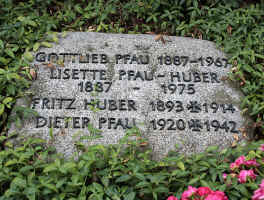 GOTTLIEB PFAU 1887-1967
LISETTE PFAU-HUBER
1887 - 1975
FRITZ HUBER 1893 ✠ 1914
DIETER PFAU 1920 ✠ 1942